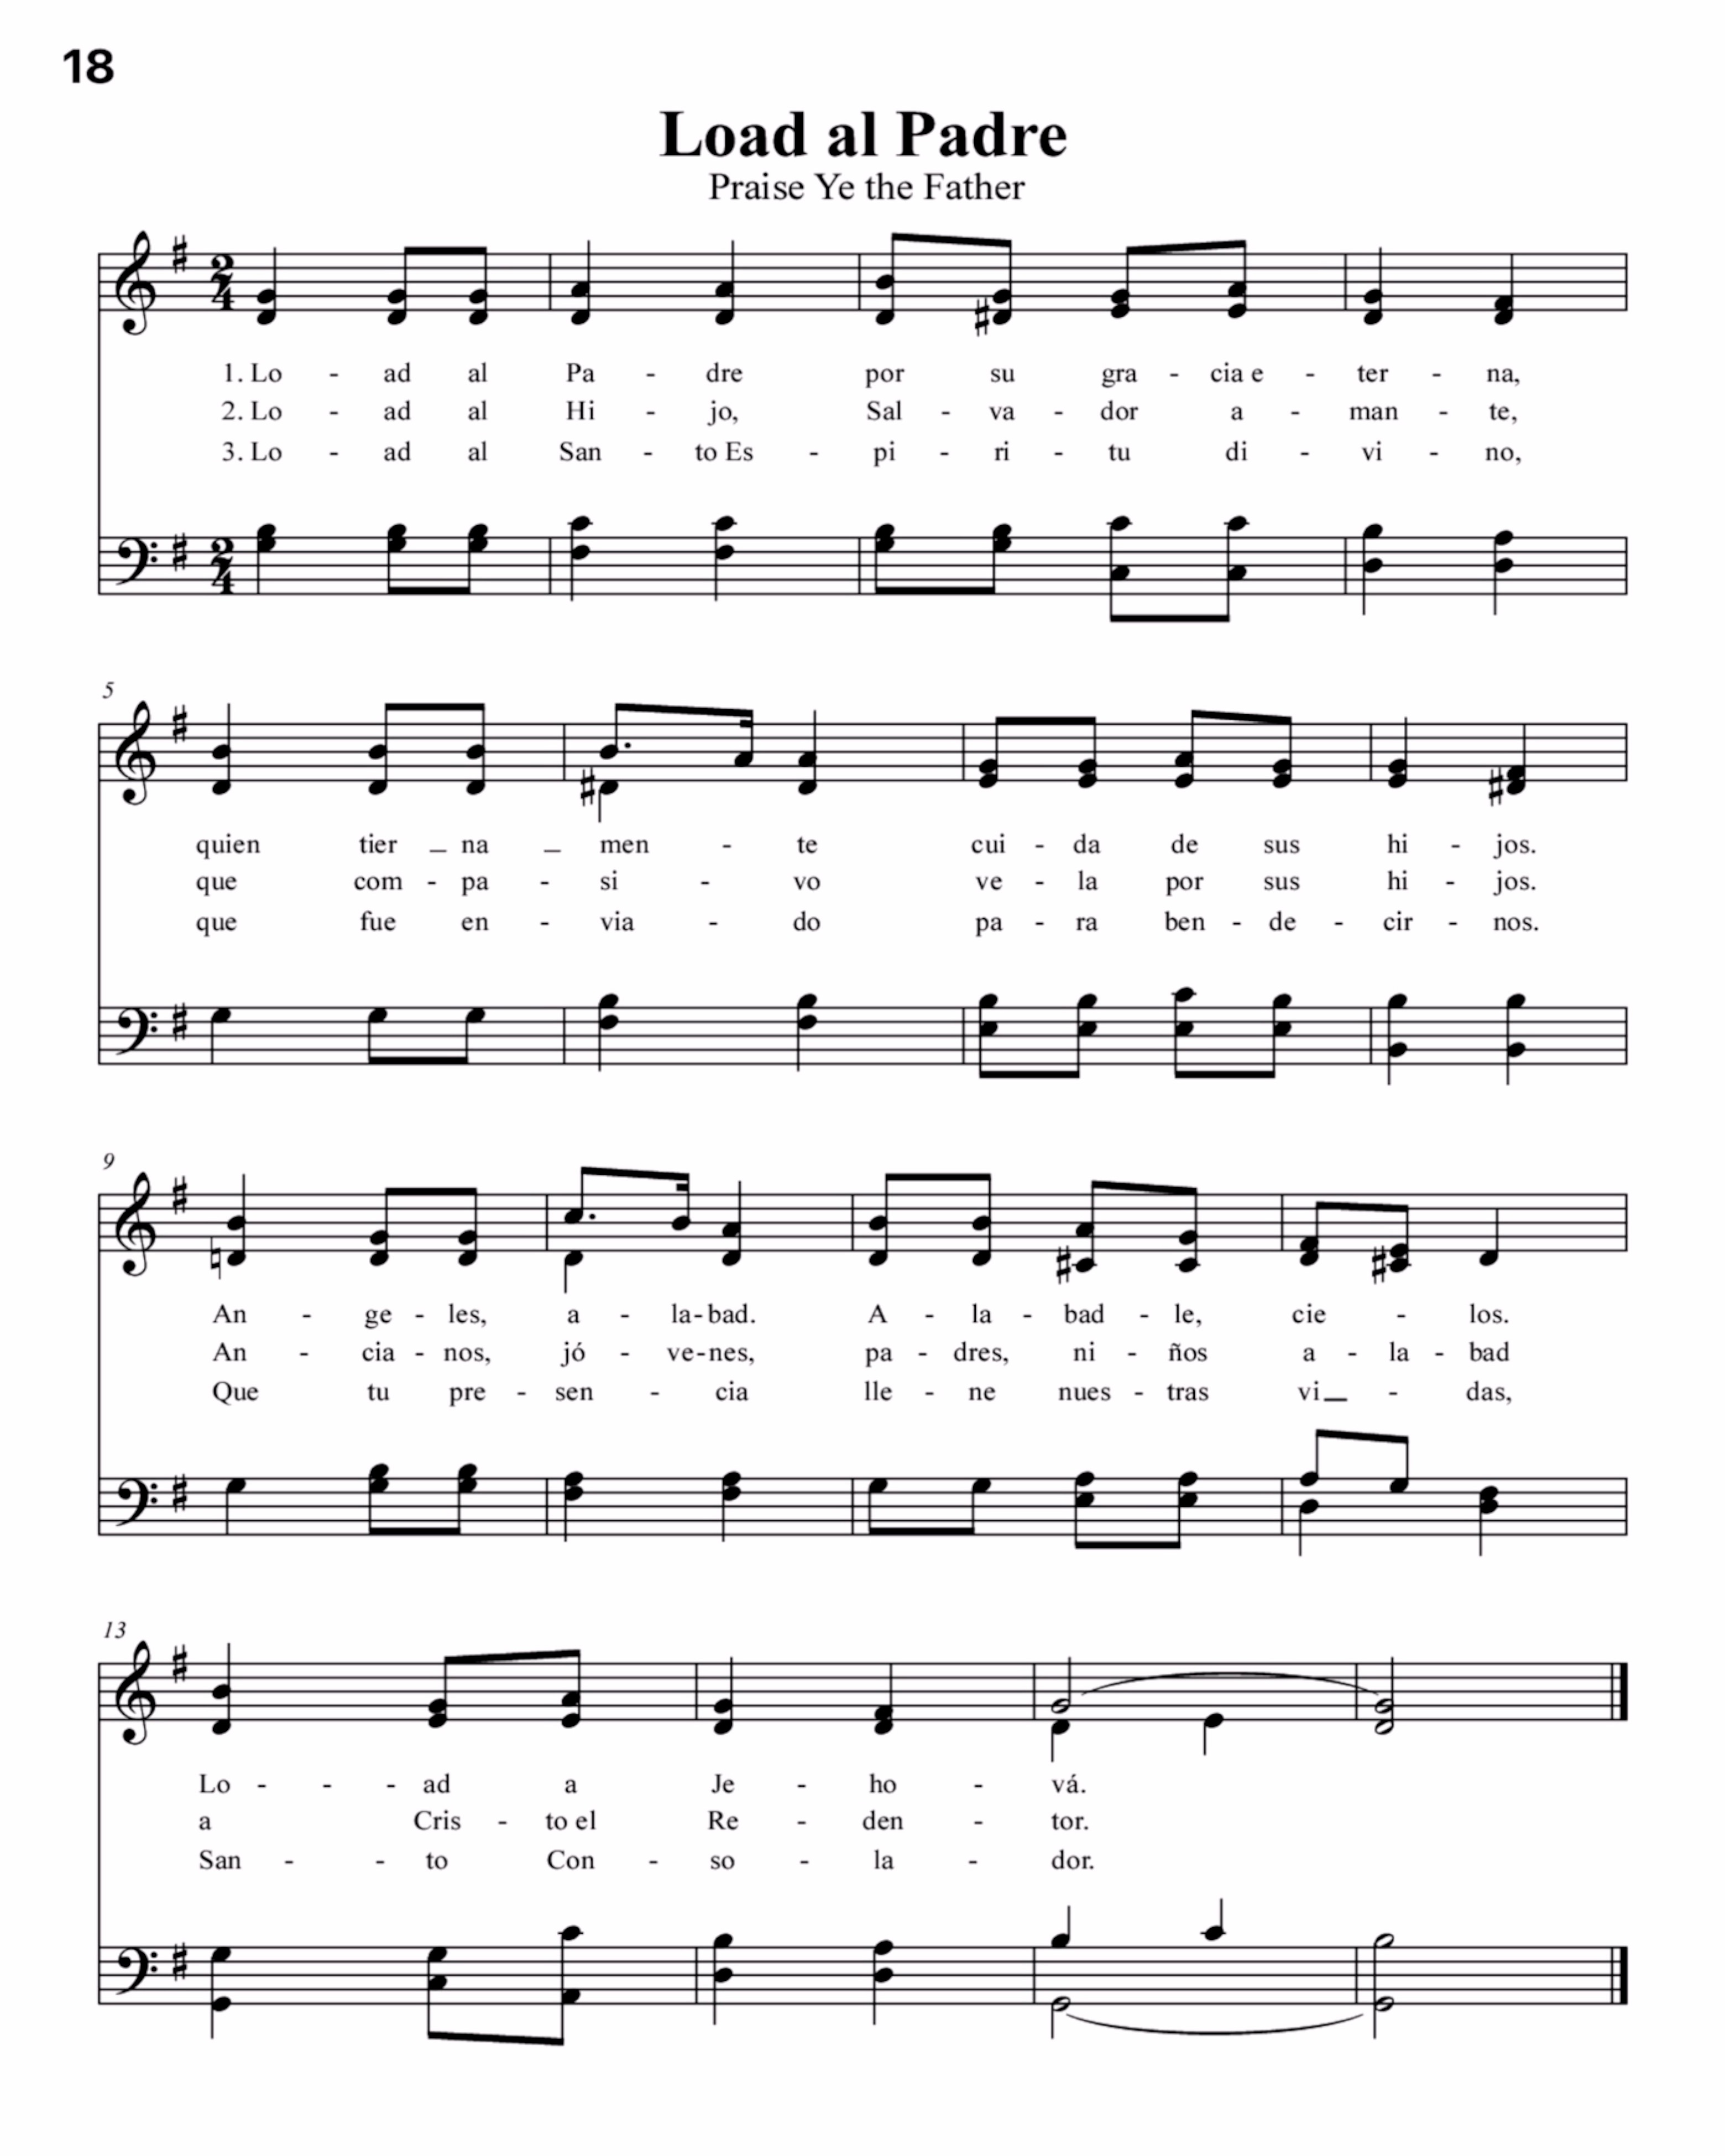 18
Load al Padre
Praise Ye the Father
1. Lo - ad al Pa - dre por su gra - cia e - ter - na,
2. Lo - ad al Hi - jo, Sal - va - dor a - man - te,
3. Lo - ad al San - to Es - pi - ri - tu di - vi - no,
5
quien tier _ na _ men - te cui - da de sus hi - jos.
que com - pa - si - vo ve - la por sus hi - jos.
que fue en - via - do pa - ra ben - de - cir - nos.
9
An - ge - les, a - la - bad. A - la - bad - le, cie - los.
An - cia - nos, jó - ve - nes, pa - dres, ni - ños a - la - bad
Que tu pre - sen - cia lle - ne nues - tras vi _ - das,
13
Lo - - - ad a Je - ho - vá.
a Cris - to el Re - den - tor.
San - - to Con - so - la - dor.